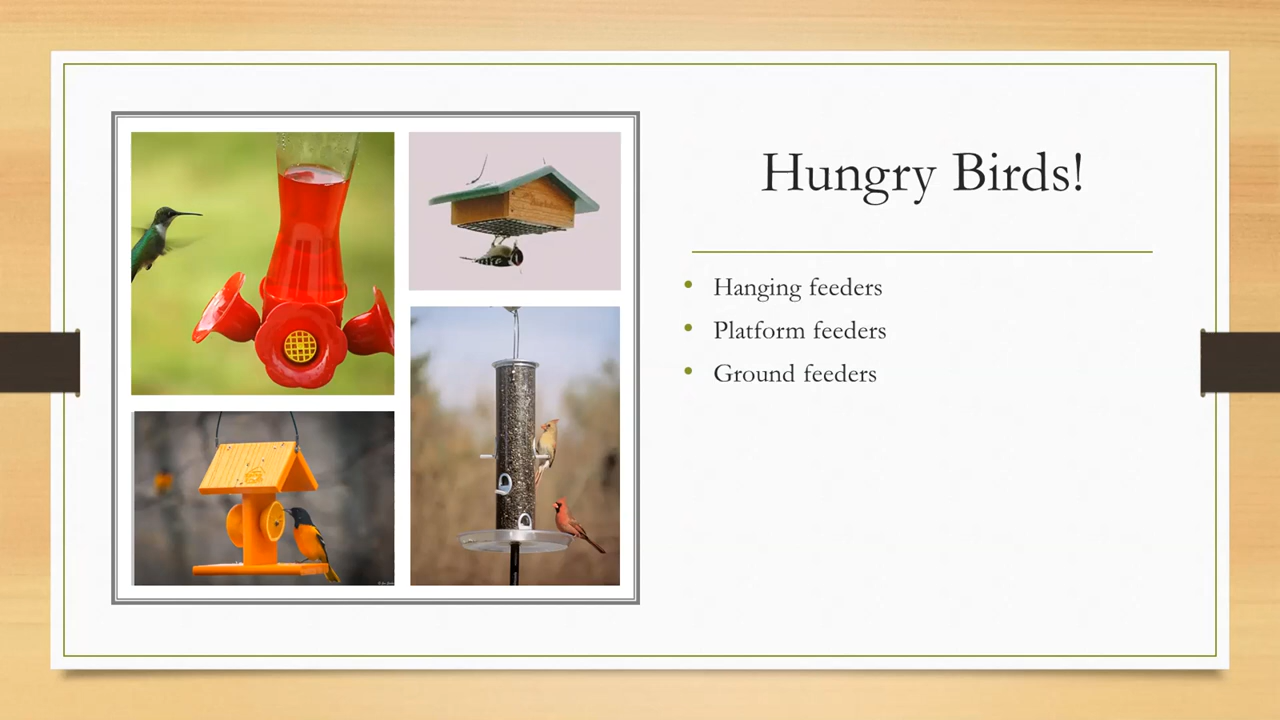 Hungry Birds!
• Hanging feeders
• Platform feeders
• Ground feeders